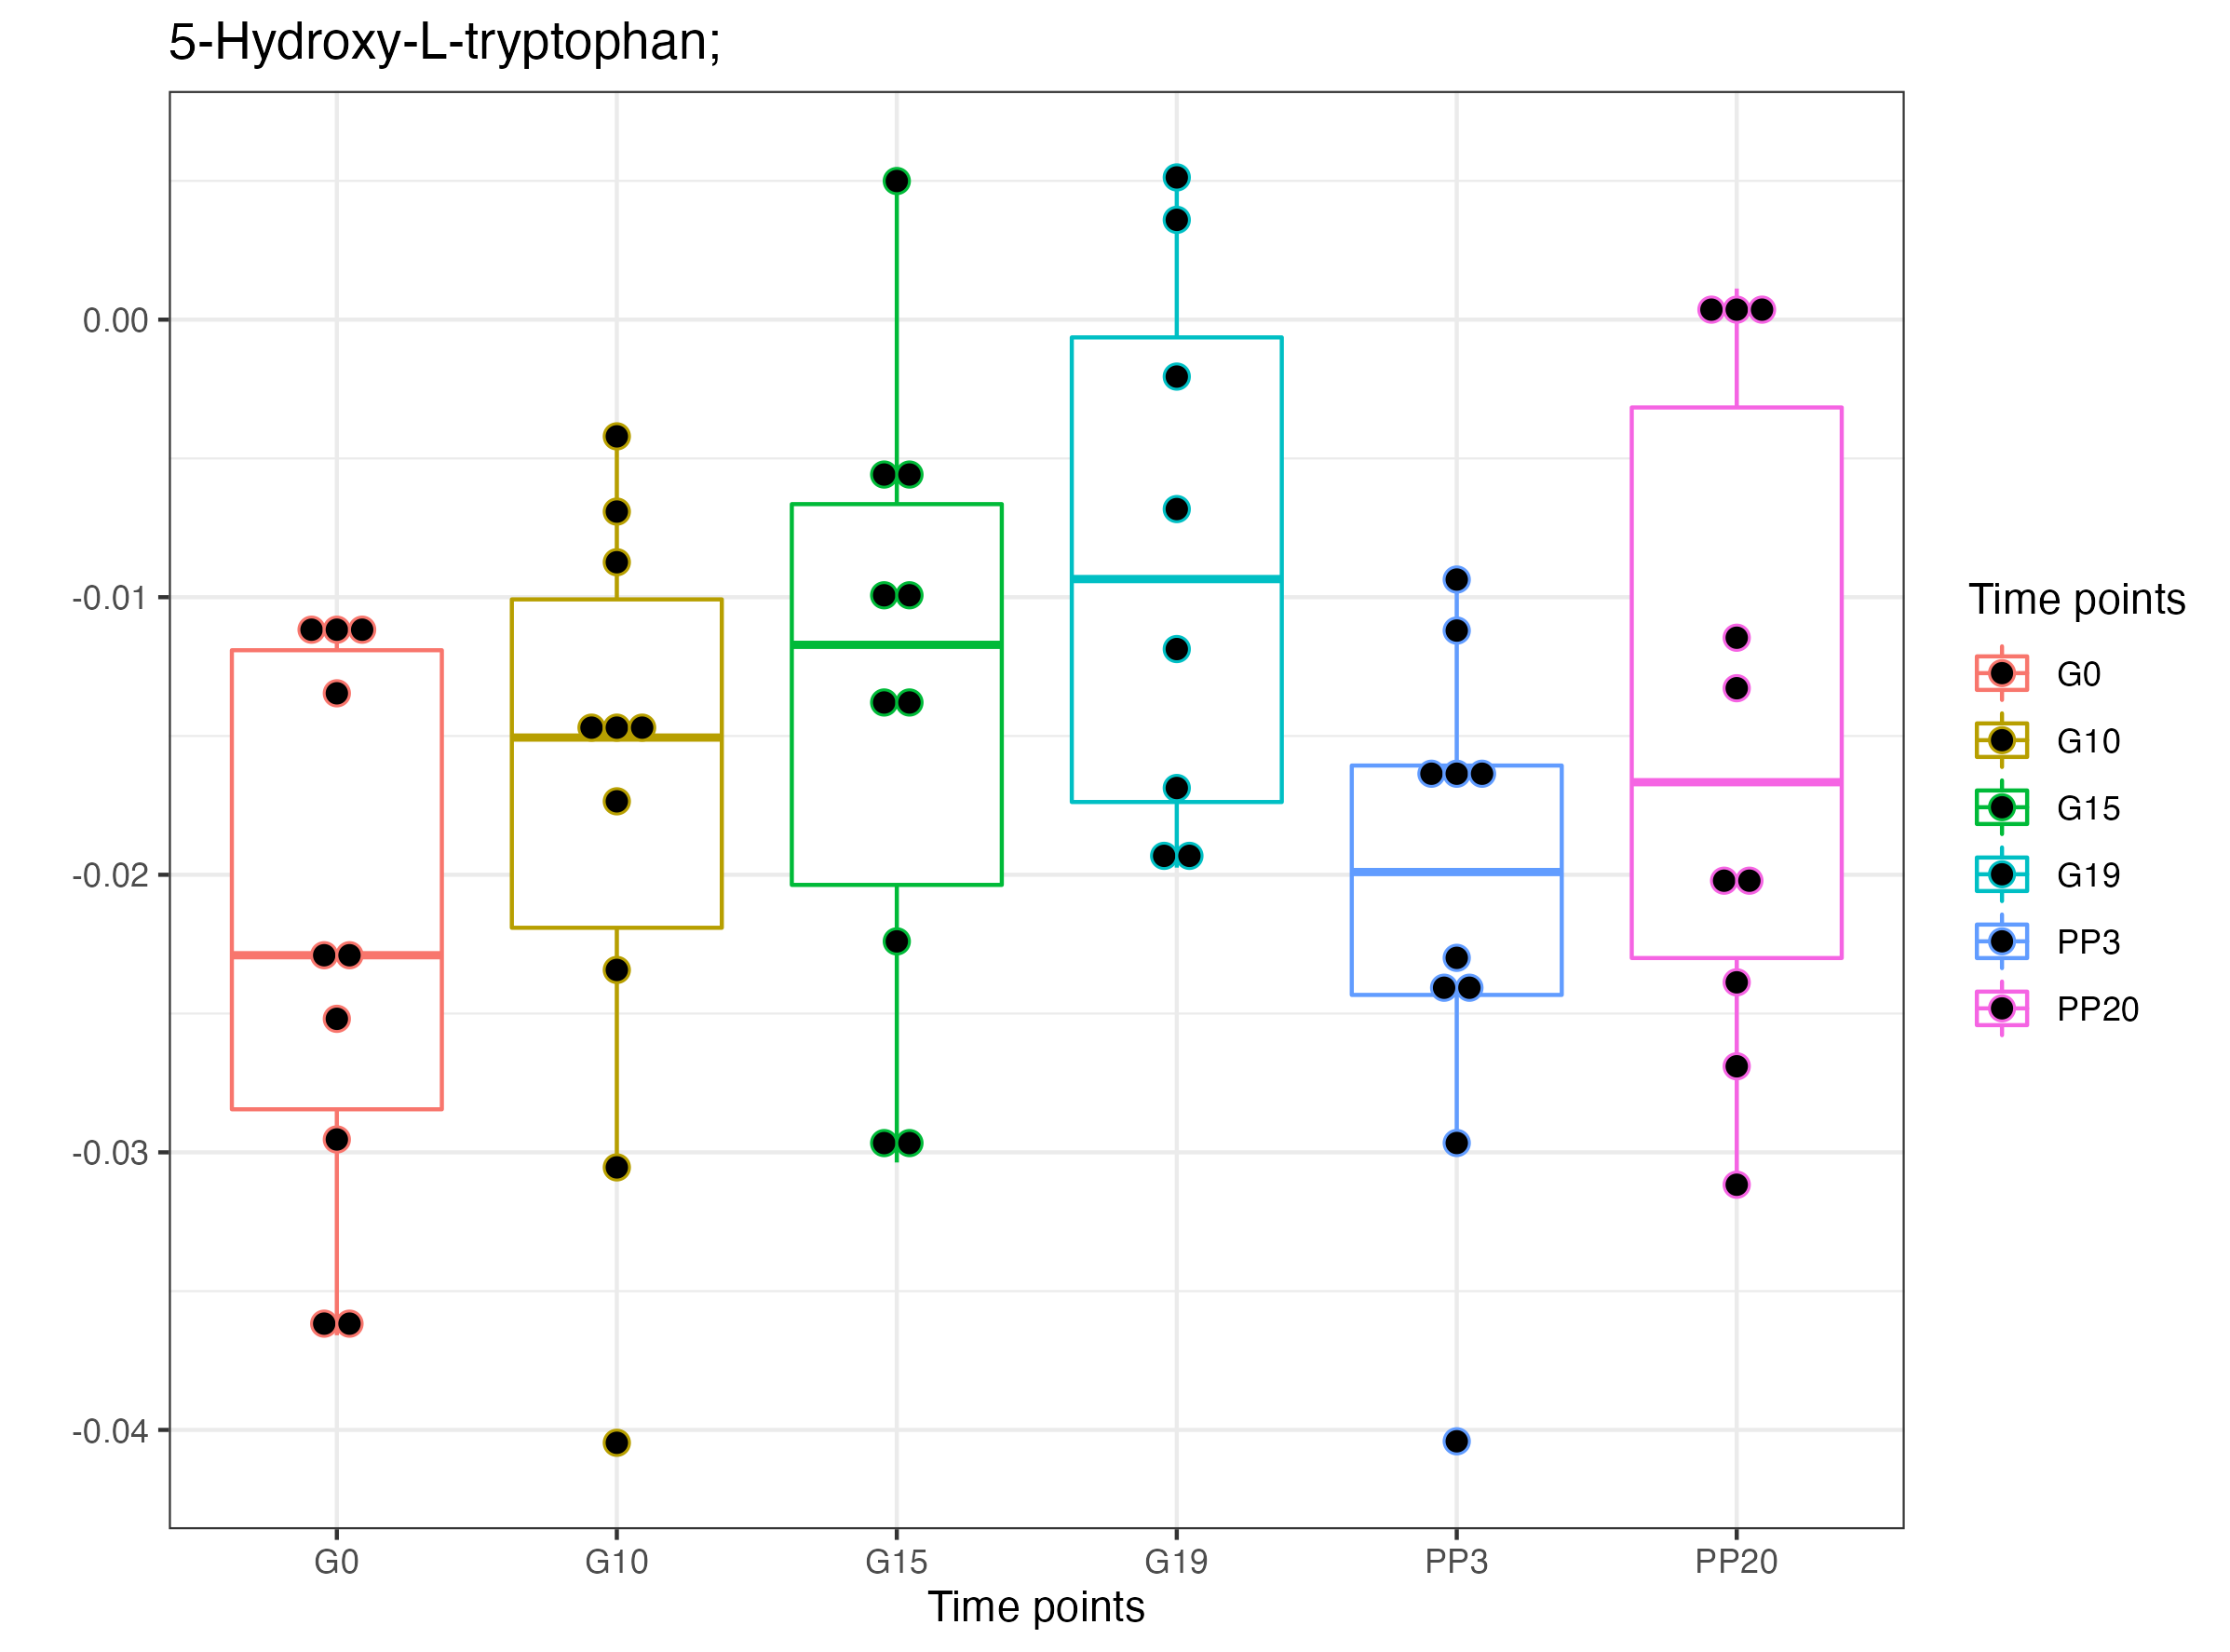 5-Hydroxy-L-tryptophan;
0.00
-0.01
-0.02
-0.03
-0.04
G0 G10 G15 G19 PP3 PP20
Time points
Time points
G0
G10
G15
G19
PP3
PP20